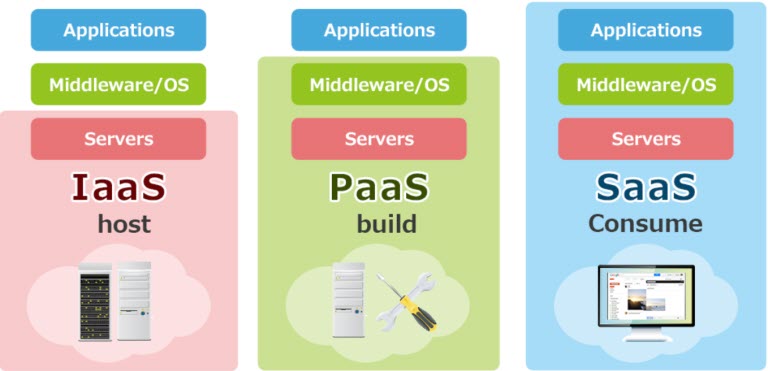 Applications
Middleware/OS
Servers
IaaS
host
Applications
Middleware/OS
Servers
PaaS
build
Applications
Middleware/OS
Servers
SaaS
Consume